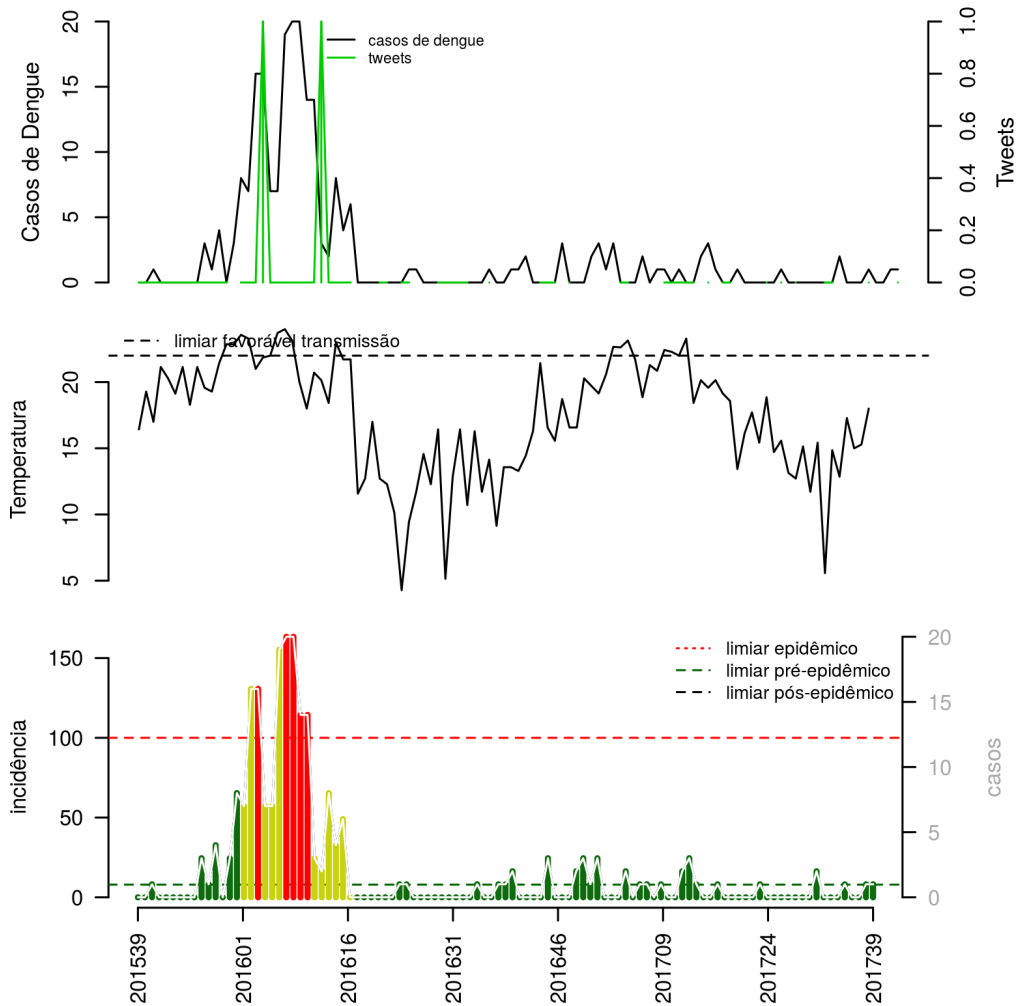 Casos de Dengue
20
15
10
5
0
casos de dengue
tweets
1.0
0.8
0.6
0.4
0.2
0.0
Tweets
limiar favorável transmissão
Temperatura
20
15
10
5
incidência
150
100
50
0
limiar epidêmico
limiar pré-epidêmico
limiar pós-epidêmico
20
15
10
5
0
casos
201539
201601
201616
201631
201646
201709
201724
201739